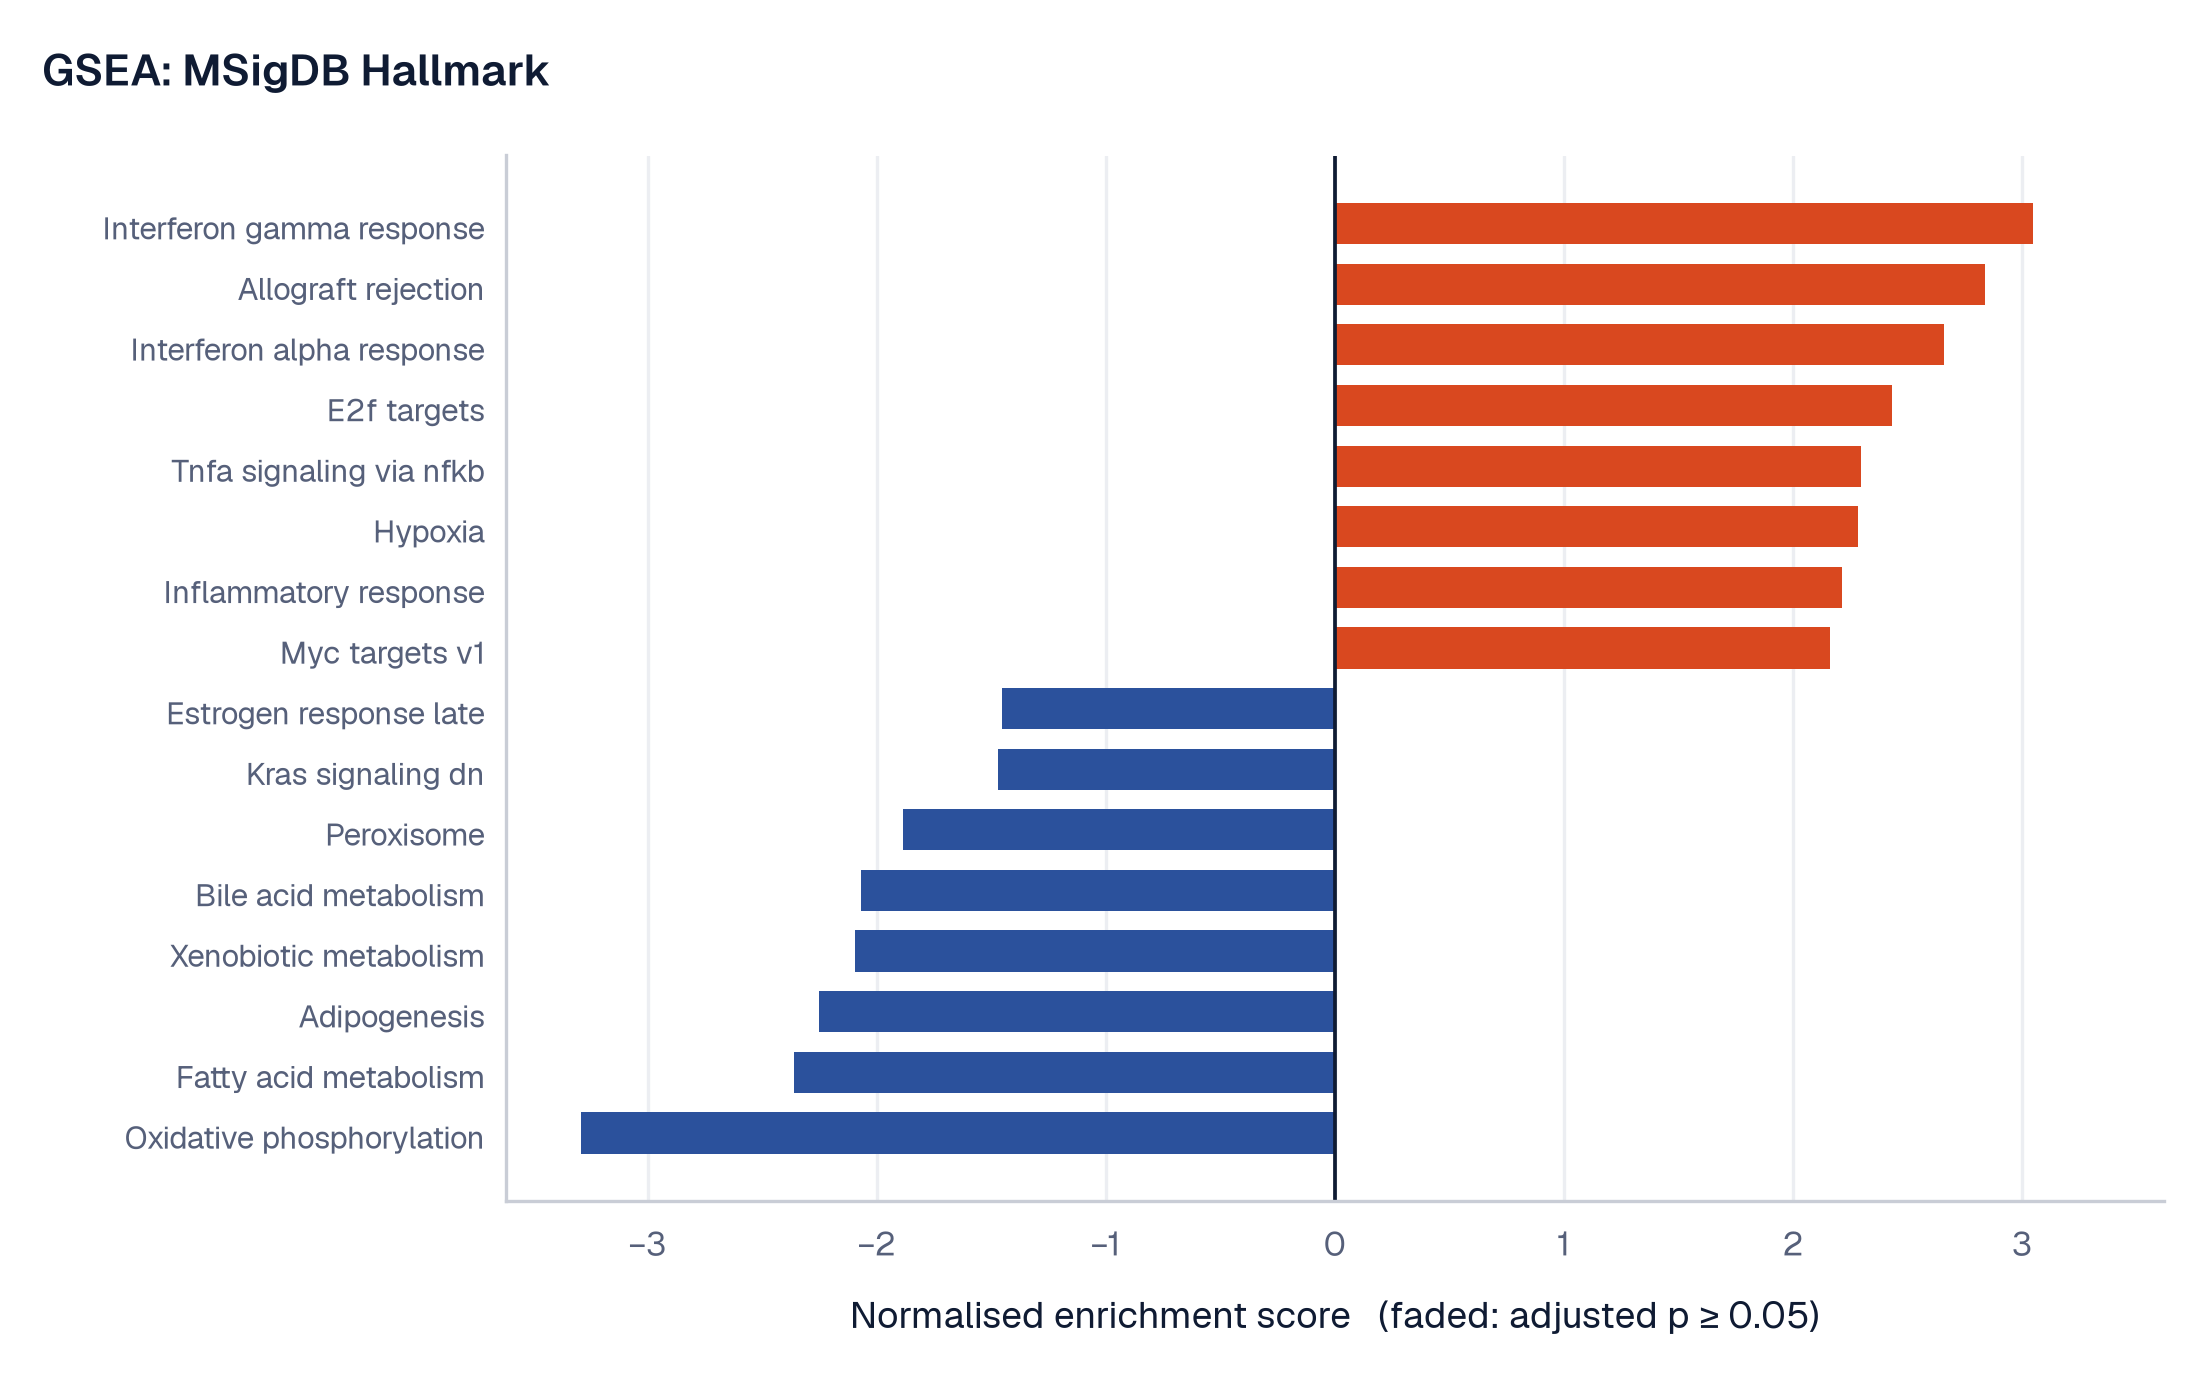 GSEA: MSigDB Hallmark
Interferon gamma response
Allograft rejection
Interferon alpha response
E2f targets
Tnfa signaling via nfkb
Hypoxia
Inflammatory response
Myc targets v1
Estrogen response late
Kras signaling dn
Peroxisome
Bile acid metabolism
Xenobiotic metabolism
Adipogenesis
Fatty acid metabolism
Oxidative phosphorylation
−3 −2 −1 0 1 2 3
Normalised enrichment score (faded: adjusted p ≥ 0.05)